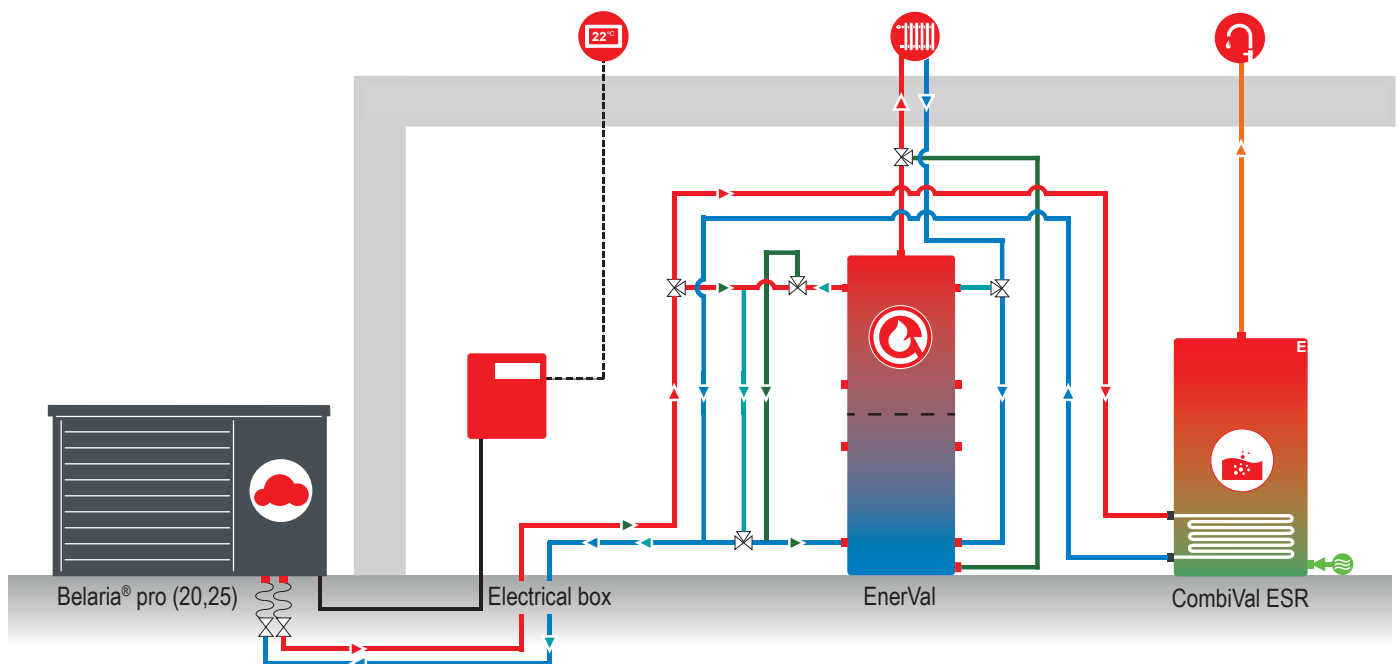 22°C
E
Belaria® pro (20,25)
Electrical box
EnerVal
CombiVal ESR